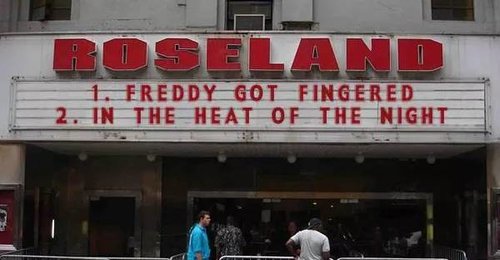 ROSELAND
1. FREDDY GOT FINGERED
2. IN THE HEAT OF THE NIGHT